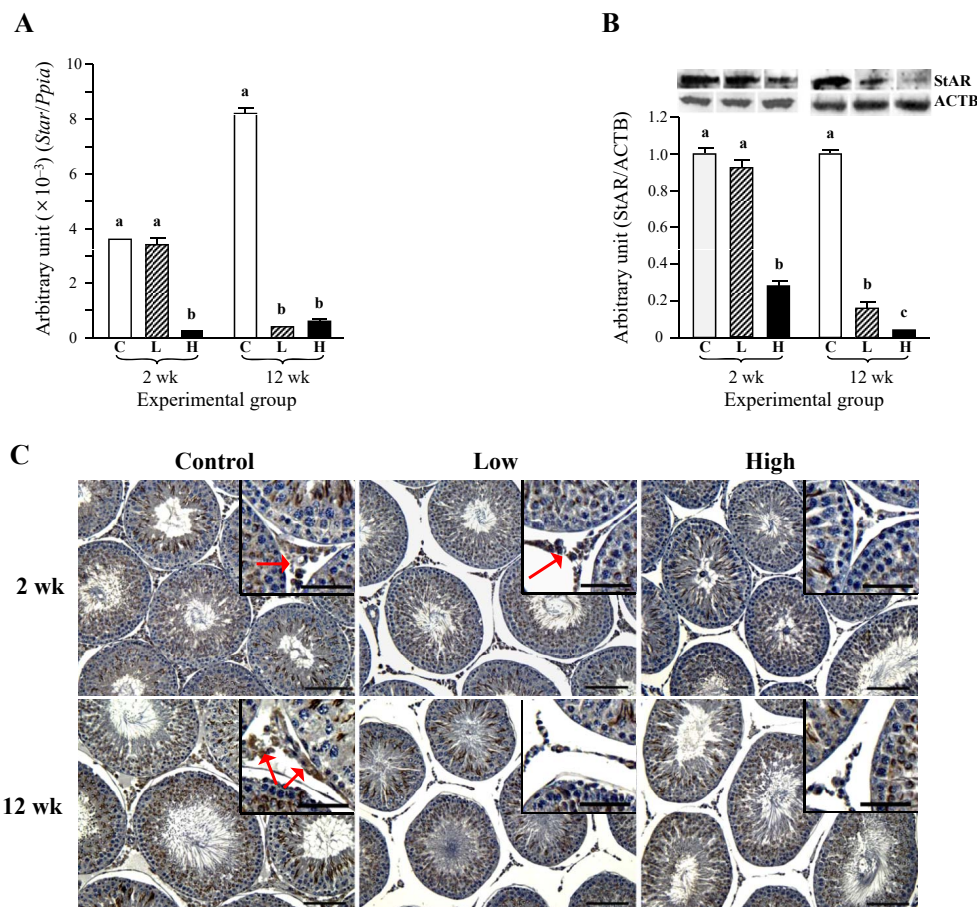 A
Arbitrary unit (×10⁻³) (Star/Ppia)
10
8
6
4
2
0
a
a
b
a
b
b
C L H C L H
2 wk 12 wk
Experimental group
B
StAR
ACTB
Arbitrary unit (StAR/ACTB)
1.2
1.0
0.8
0.6
0.4
0.2
0
a
a
b
a
b
c
C L H C L H
2 wk 12 wk
Experimental group
C
Control Low High
2 wk
12 wk